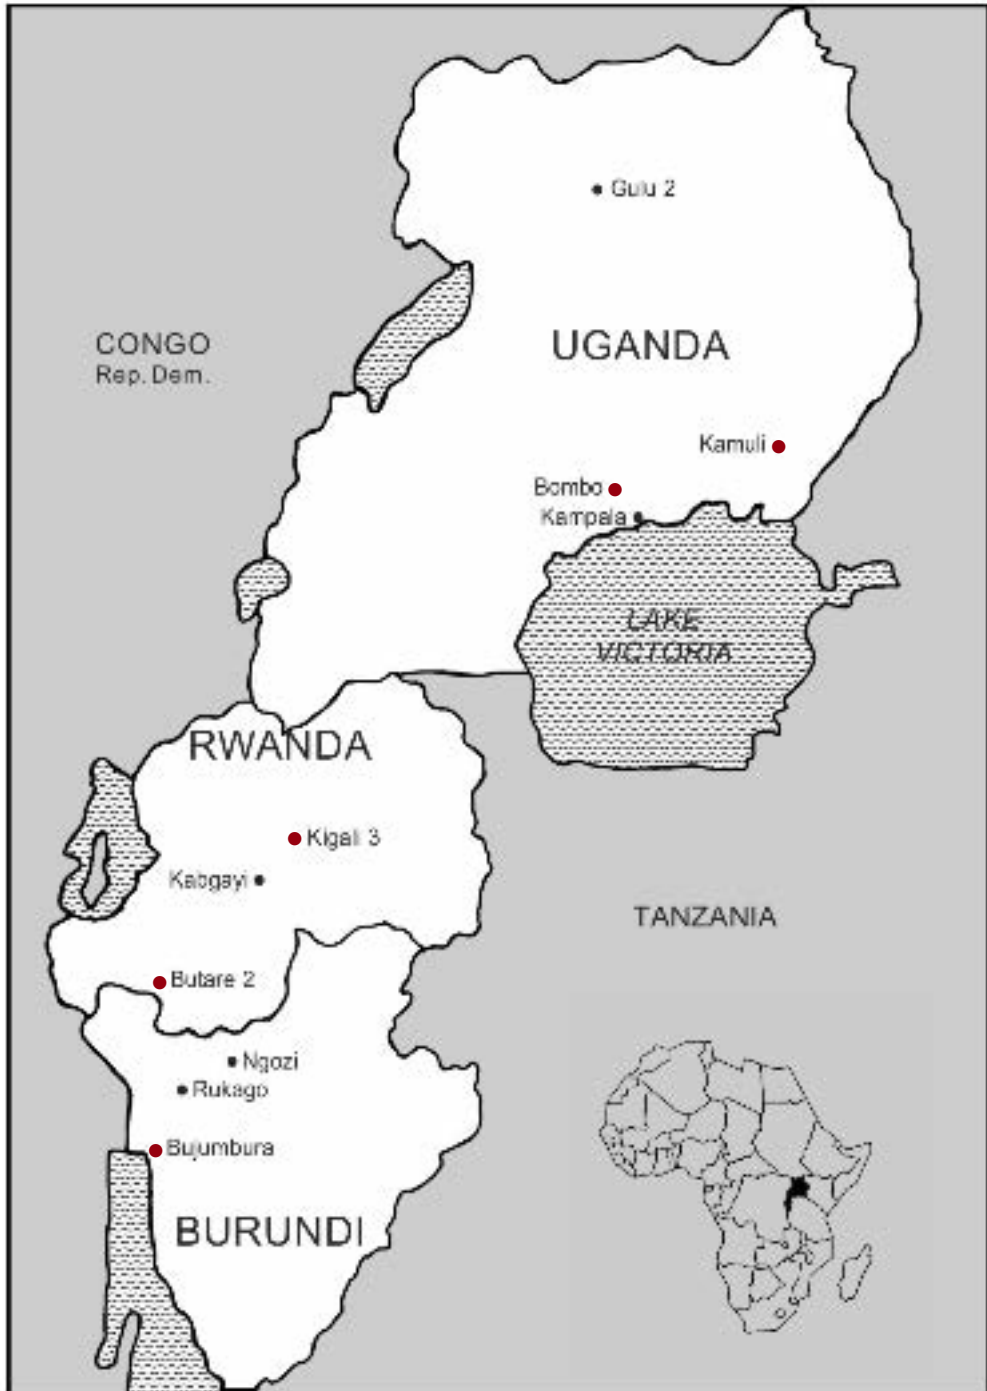 Gulu 2
CONGO
Rep. Dem.
UGANDA
Kamuli
Bombo
Kampala
LAKE
VICTORIA
RWANDA
Kigali 3
Kabgayi
TANZANIA
Butare 2
Ngozi
Rukago
Bujumbura
BURUNDI